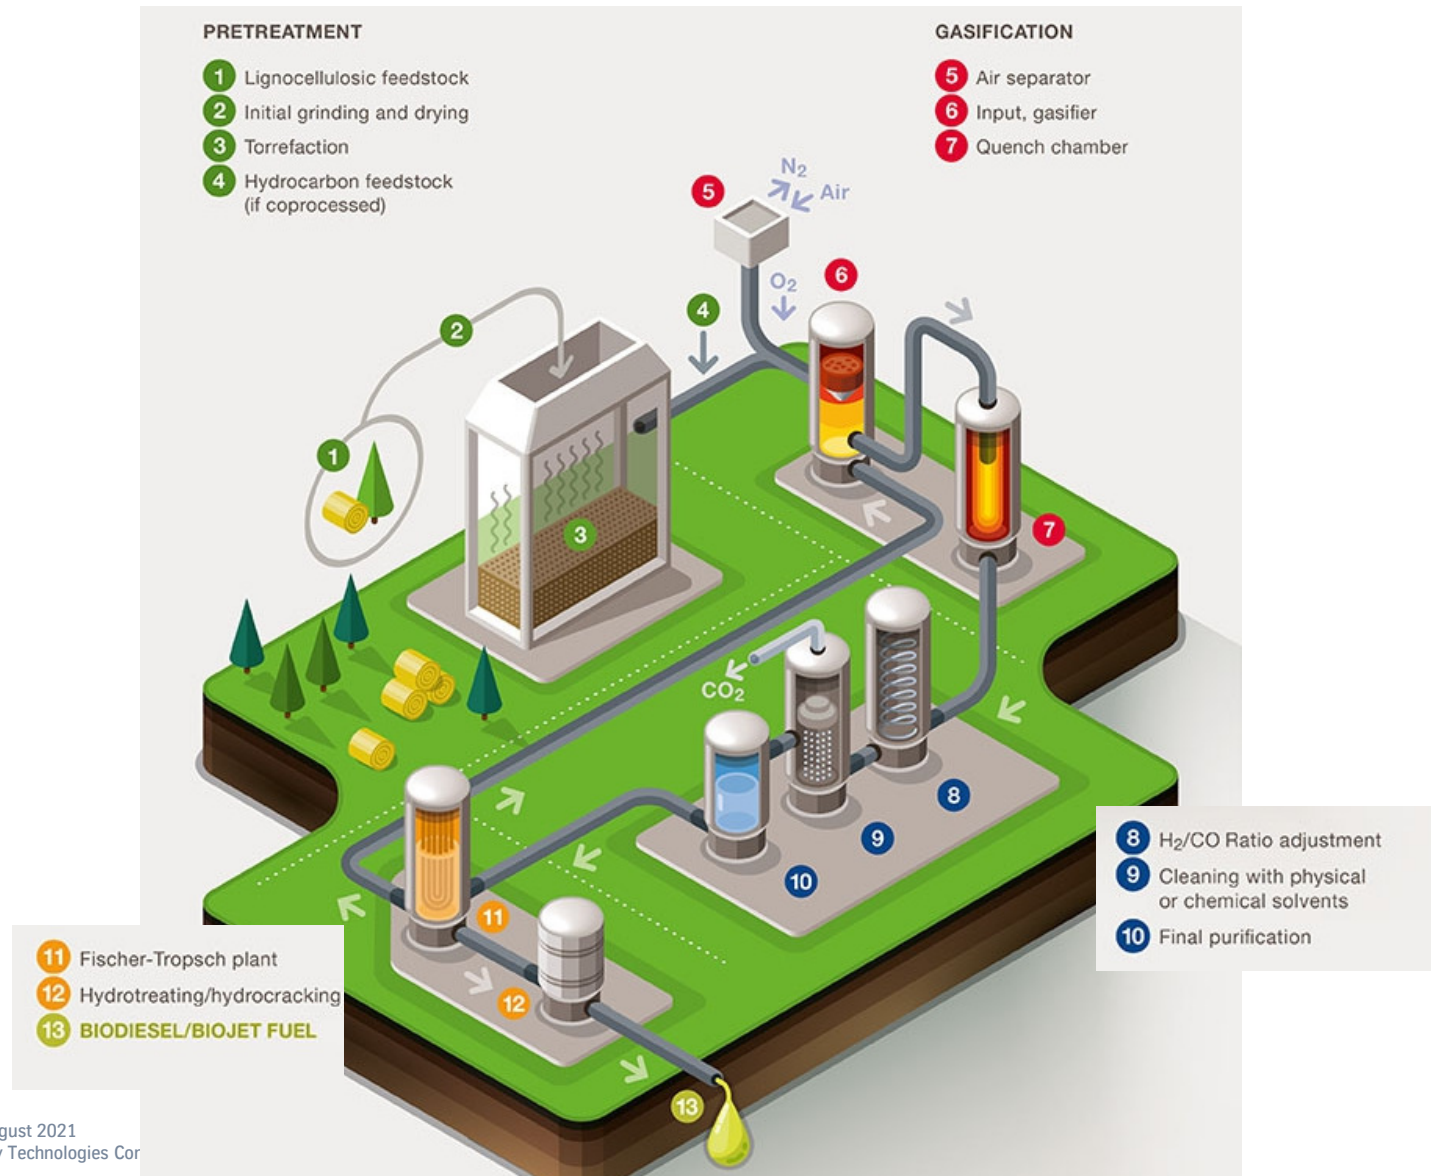 PRETREATMENT
1 Lignocellulosic feedstock
2 Initial grinding and drying
3 Torrefaction
4 Hydrocarbon feedstock
(if coprocessed)
GASIFICATION
5 Air separator
6 Input, gasifier
7 Quench chamber
N2
Air
5
O2
6
4
2
1
3
7
CO2
8
9
10
8 H2/CO Ratio adjustment
9 Cleaning with physical
or chemical solvents
10 Final purification
11
12
11 Fischer-Tropsch plant
12 Hydrotreating/hydrocracking
13 BIODIESEL/BIOJET FUEL
13
gust 2021
Technologies Cor